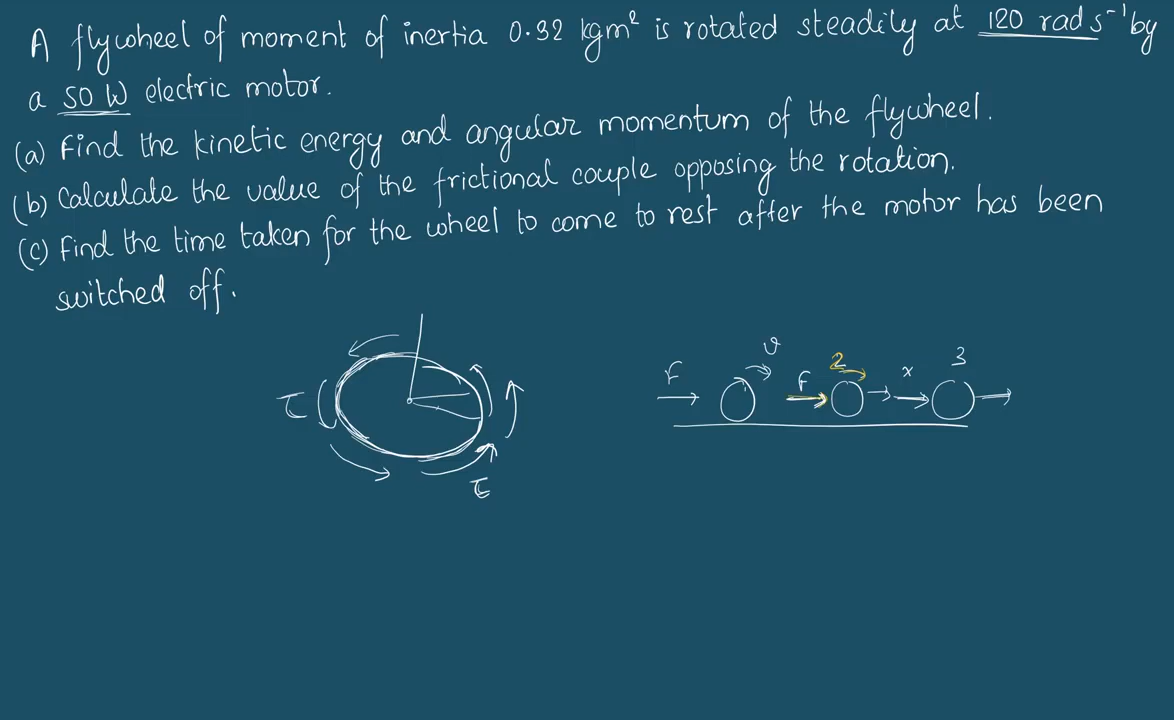 A flywheel of moment of inertia 0.32 kgm² is rotated steadily at 120 rad s⁻¹ by
a 50 W electric motor.
(a) Find the kinetic energy and angular momentum of the flywheel.
(b) Calculate the value of the frictional couple opposing the rotation.
(c) Find the time taken for the wheel to come to rest after the motor has been
switched off.
τ
τ
F v F 2 x 3